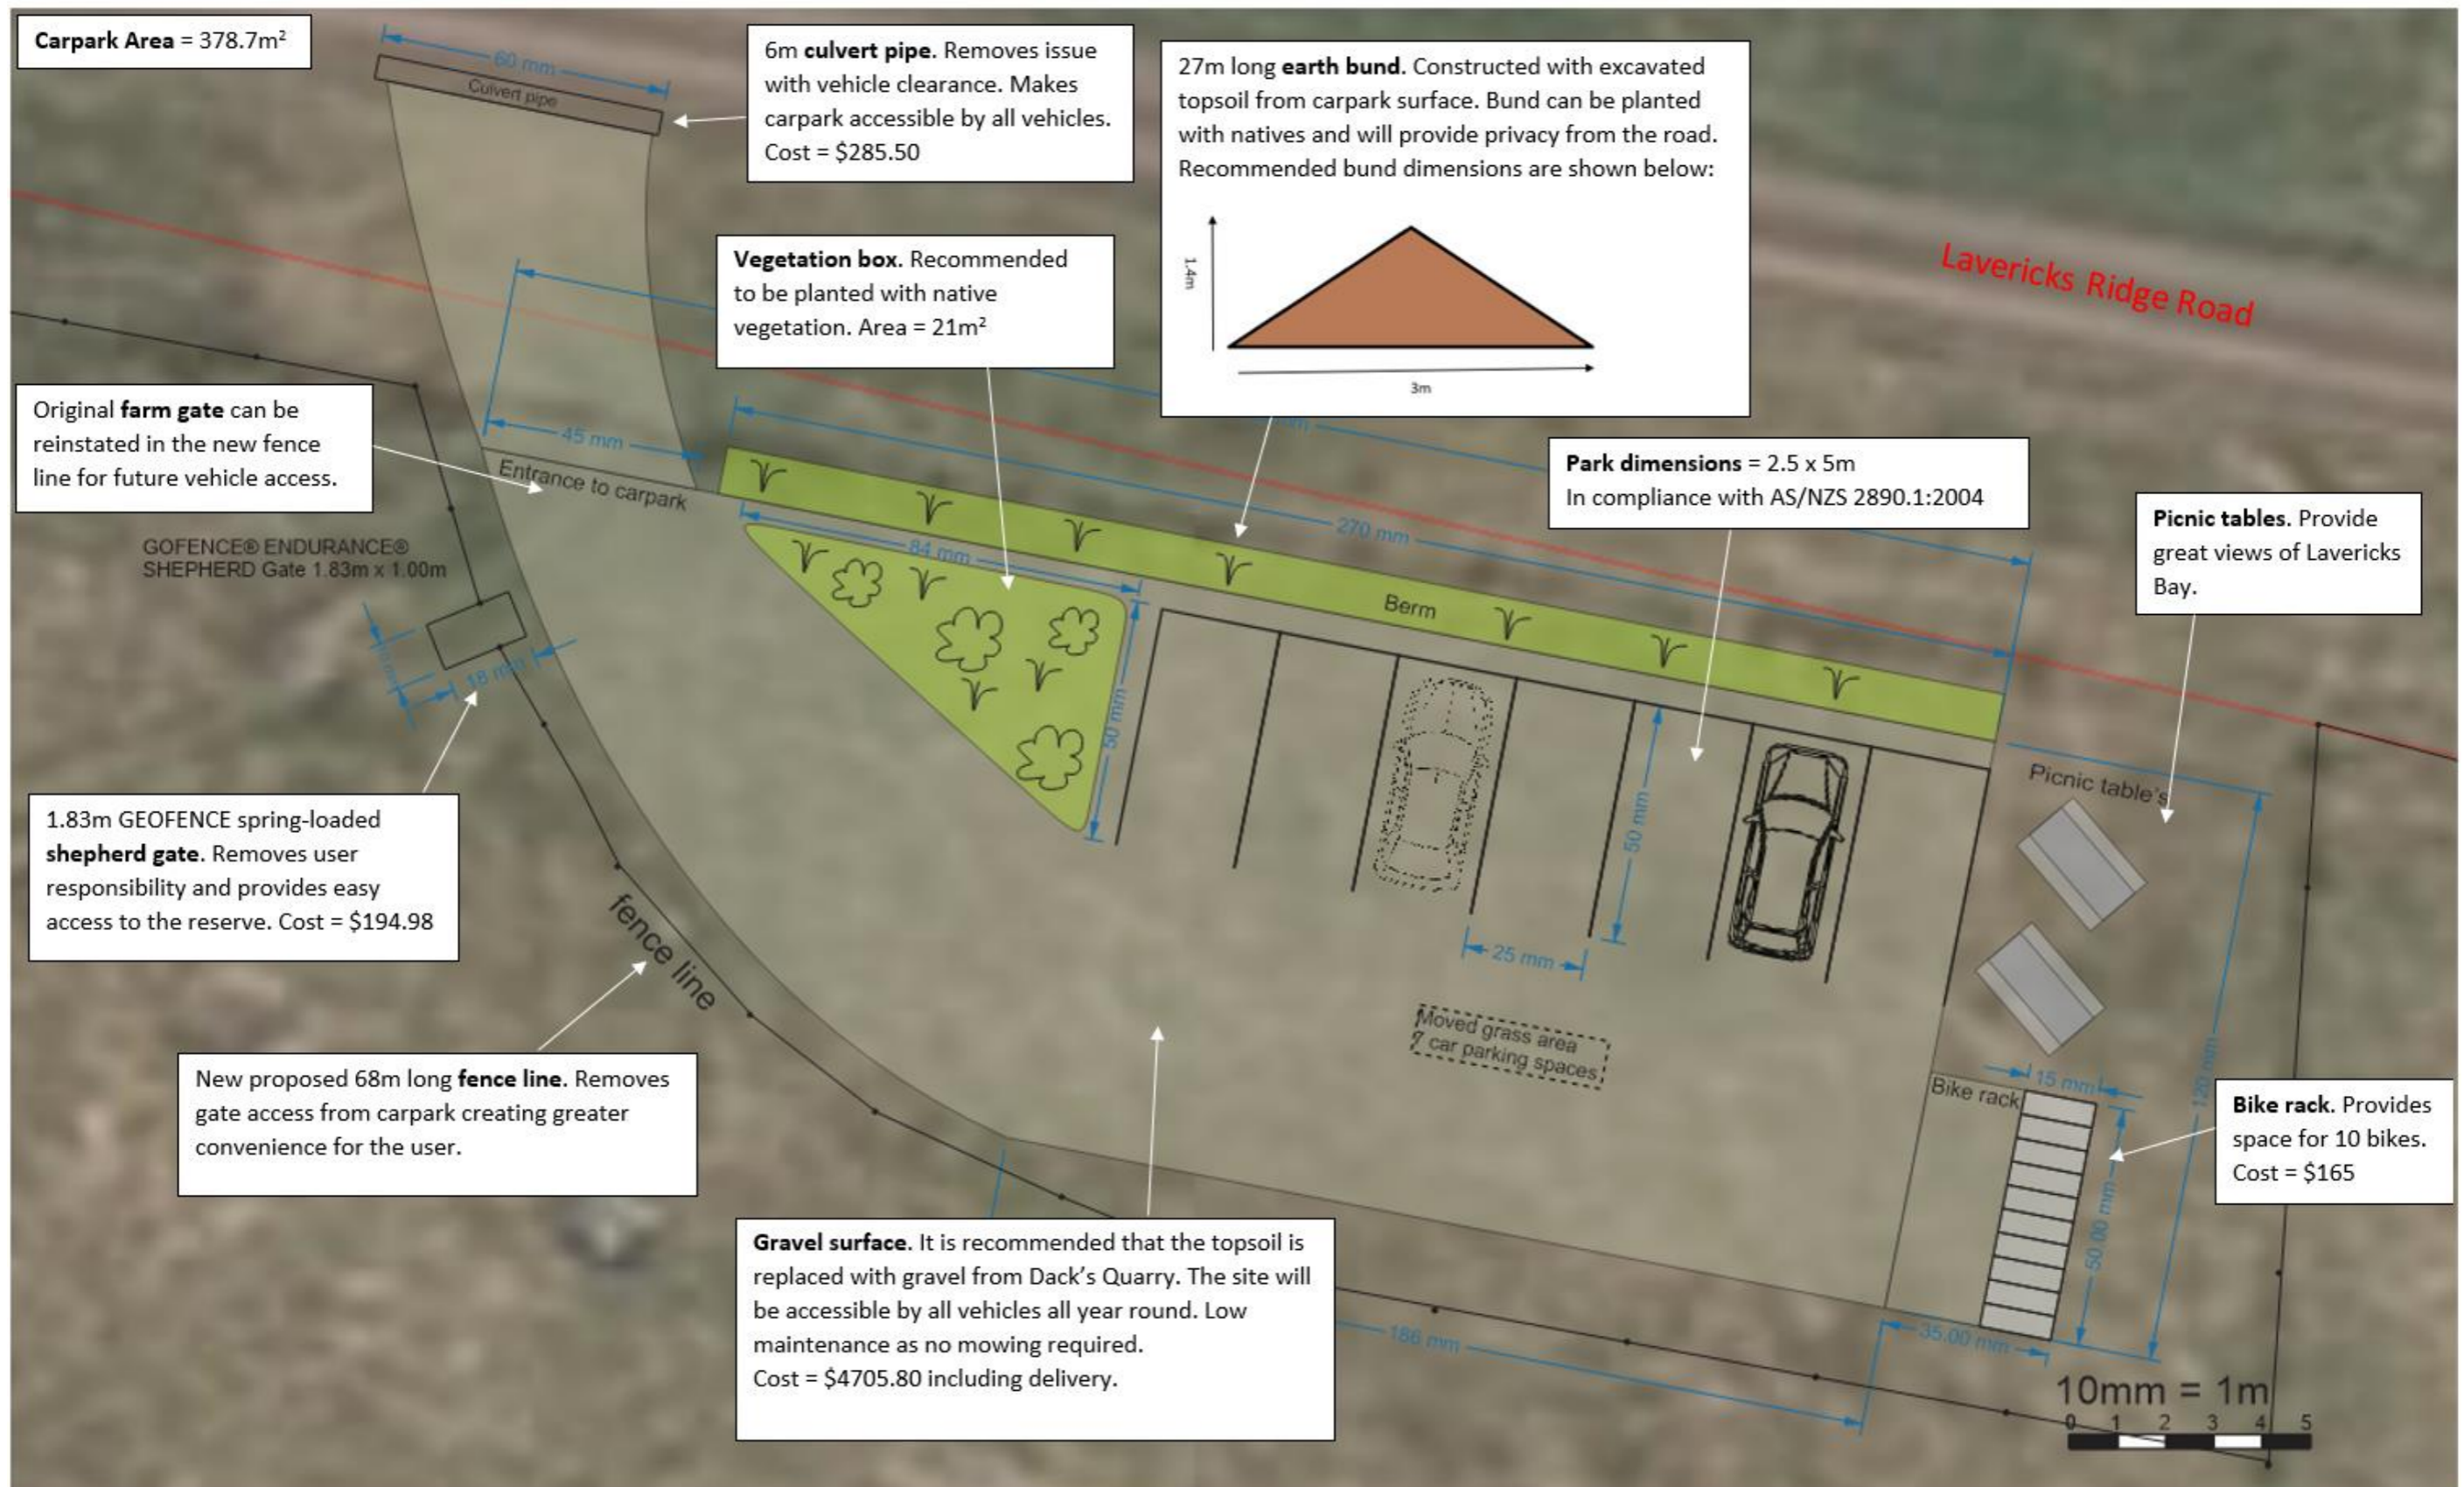 Carpark Area = 378.7m²
60 mm
Culvert pipe
6m culvert pipe. Removes issue
with vehicle clearance. Makes
carpark accessible by all vehicles.
Cost = $285.50
27m long earth bund. Constructed with excavated
topsoil from carpark surface. Bund can be planted
with natives and will provide privacy from the road.
Recommended bund dimensions are shown below:
1.4m
3m
Vegetation box. Recommended
to be planted with native
vegetation. Area = 21m²
Lavericks Ridge Road
Original farm gate can be
reinstated in the new fence
line for future vehicle access.
45 mm
Entrance to carpark
mm
Park dimensions = 2.5 x 5m
In compliance with AS/NZS 2890.1:2004
270 mm
84 mm
Berm
Picnic tables. Provide
great views of Lavericks
Bay.
GOFENCE® ENDURANCE®
SHEPHERD Gate 1.83m x 1.00m
18 mm
50 mm
50 mm
25 mm
Picnic table's
1.83m GEOFENCE spring-loaded
shepherd gate. Removes user
responsibility and provides easy
access to the reserve. Cost = $194.98
fence line
Moved grass area
7 car parking spaces
New proposed 68m long fence line. Removes
gate access from carpark creating greater
convenience for the user.
Bike rack
15 mm
120 mm
50.00 mm
Bike rack. Provides
space for 10 bikes.
Cost = $165
Gravel surface. It is recommended that the topsoil is
replaced with gravel from Dack's Quarry. The site will
be accessible by all vehicles all year round. Low
maintenance as no mowing required.
Cost = $4705.80 including delivery.
186 mm
35.00 mm
10mm = 1m
0 1 2 3 4 5